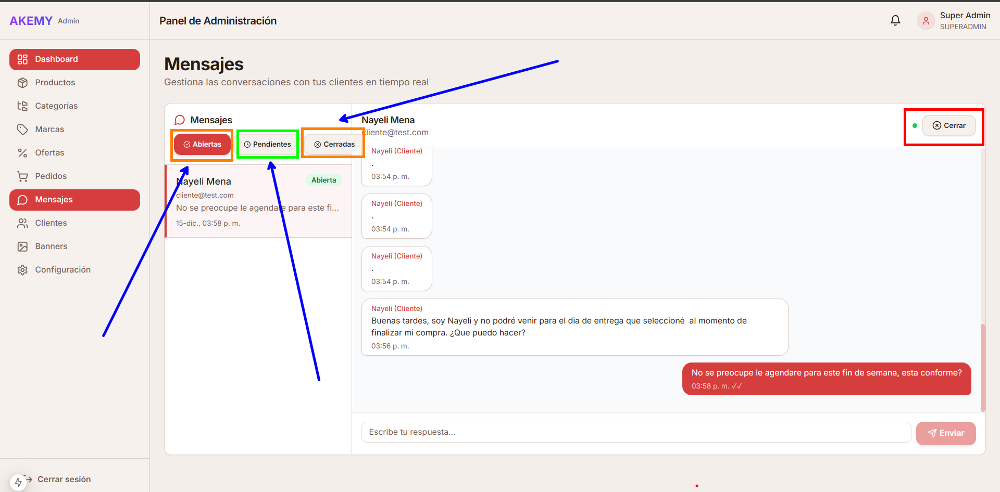 AKEMY Admin
Panel de Administración
Super Admin
SUPERADMIN
Dashboard
Productos
Categorías
Marcas
Ofertas
Pedidos
Mensajes
Clientes
Banners
Configuración
Cerrar sesión
Mensajes
Gestiona las conversaciones con tus clientes en tiempo real
Mensajes
Abiertas
Pendientes
Cerradas
Nayeli Mena
Abierta
cliente@test.com
No se preocupe le agendare para este fi...
15-dic., 03:58 p. m.
Nayeli Mena
cliente@test.com
Cerrar
Nayeli (Cliente)
.
03:54 p. m.
Nayeli (Cliente)
.
03:54 p. m.
Nayeli (Cliente)
.
03:54 p. m.
Nayeli (Cliente)
Buenas tardes, soy Nayeli y no podré venir para el dia de entrega que seleccioné  al momento de
finalizar mi compra. ¿Que puedo hacer?
03:56 p. m.
No se preocupe le agendare para este fin de semana, esta conforme?
03:58 p. m. ✓✓
Escribe tu respuesta...
Enviar